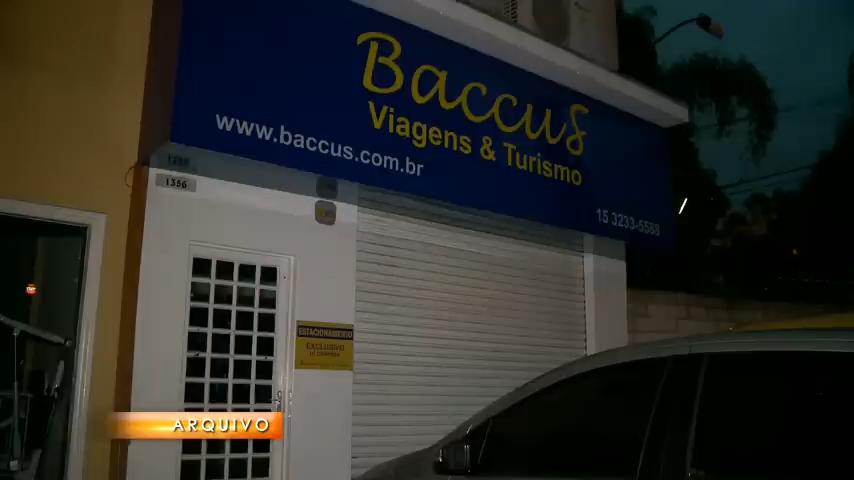 Baccus
Viagens & Turismo
www.baccus.com.br
15 3233-5588
1356
ESTACIONAMENTO
EXCLUSIVO
ARQUIVO